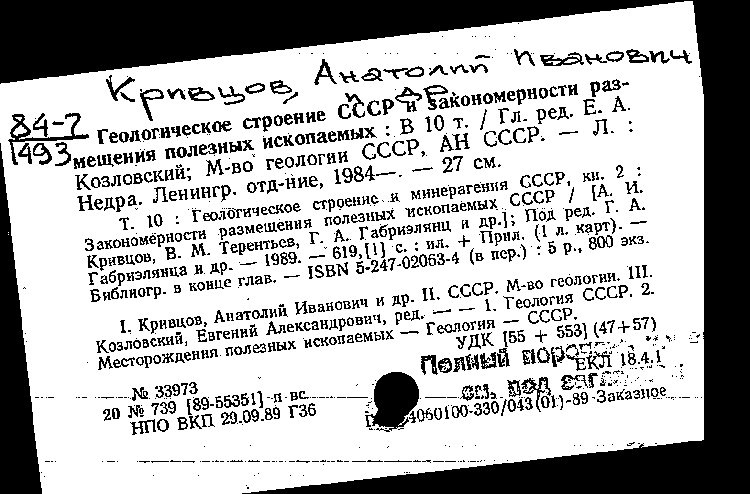 Кривцов, Анатолий Иванович
и др.
84-7
1493
Геологическое строение СССР и закономерности раз-
мещения полезных ископаемых : В 10 т. / Гл. ред. Е. А.
Козловский; М-во геологии СССР, АН СССР. — Л. :
Недра. Ленингр. отд-ние, 1984—. — 27 см.
Т. 10 : Геологическое строение и минерагения СССР, кн. 2 :
Закономерности размещения полезных ископаемых СССР / [А. И.
Кривцов, В. М. Терентьев, Г. А. Габриэлянц и др.]; Под ред. Г. А.
Габриэлянца и др. — 1989. — 619,[1] с. : ил. + Прил. (1 л. карт). —
Библиогр. в конце глав. — ISBN 5-247-02063-4 (в пер.) : 5 р., 800 экз.
I. Кривцов, Анатолий Иванович и др. II. СССР. М-во геологии. III.
Козловский, Евгений Александрович, ред. — — 1. Геология СССР. 2.
Месторождения полезных ископаемых — Геология — СССР.
УДК [55 + 553] (47+57)
Полный
ЕКЛ 18.4.1
см. под
№ 33973
20 № 739 [89-55351] п вс
НПО ВКП 29.09.89 Г36
4060100-330/043(01)-89 Заказное